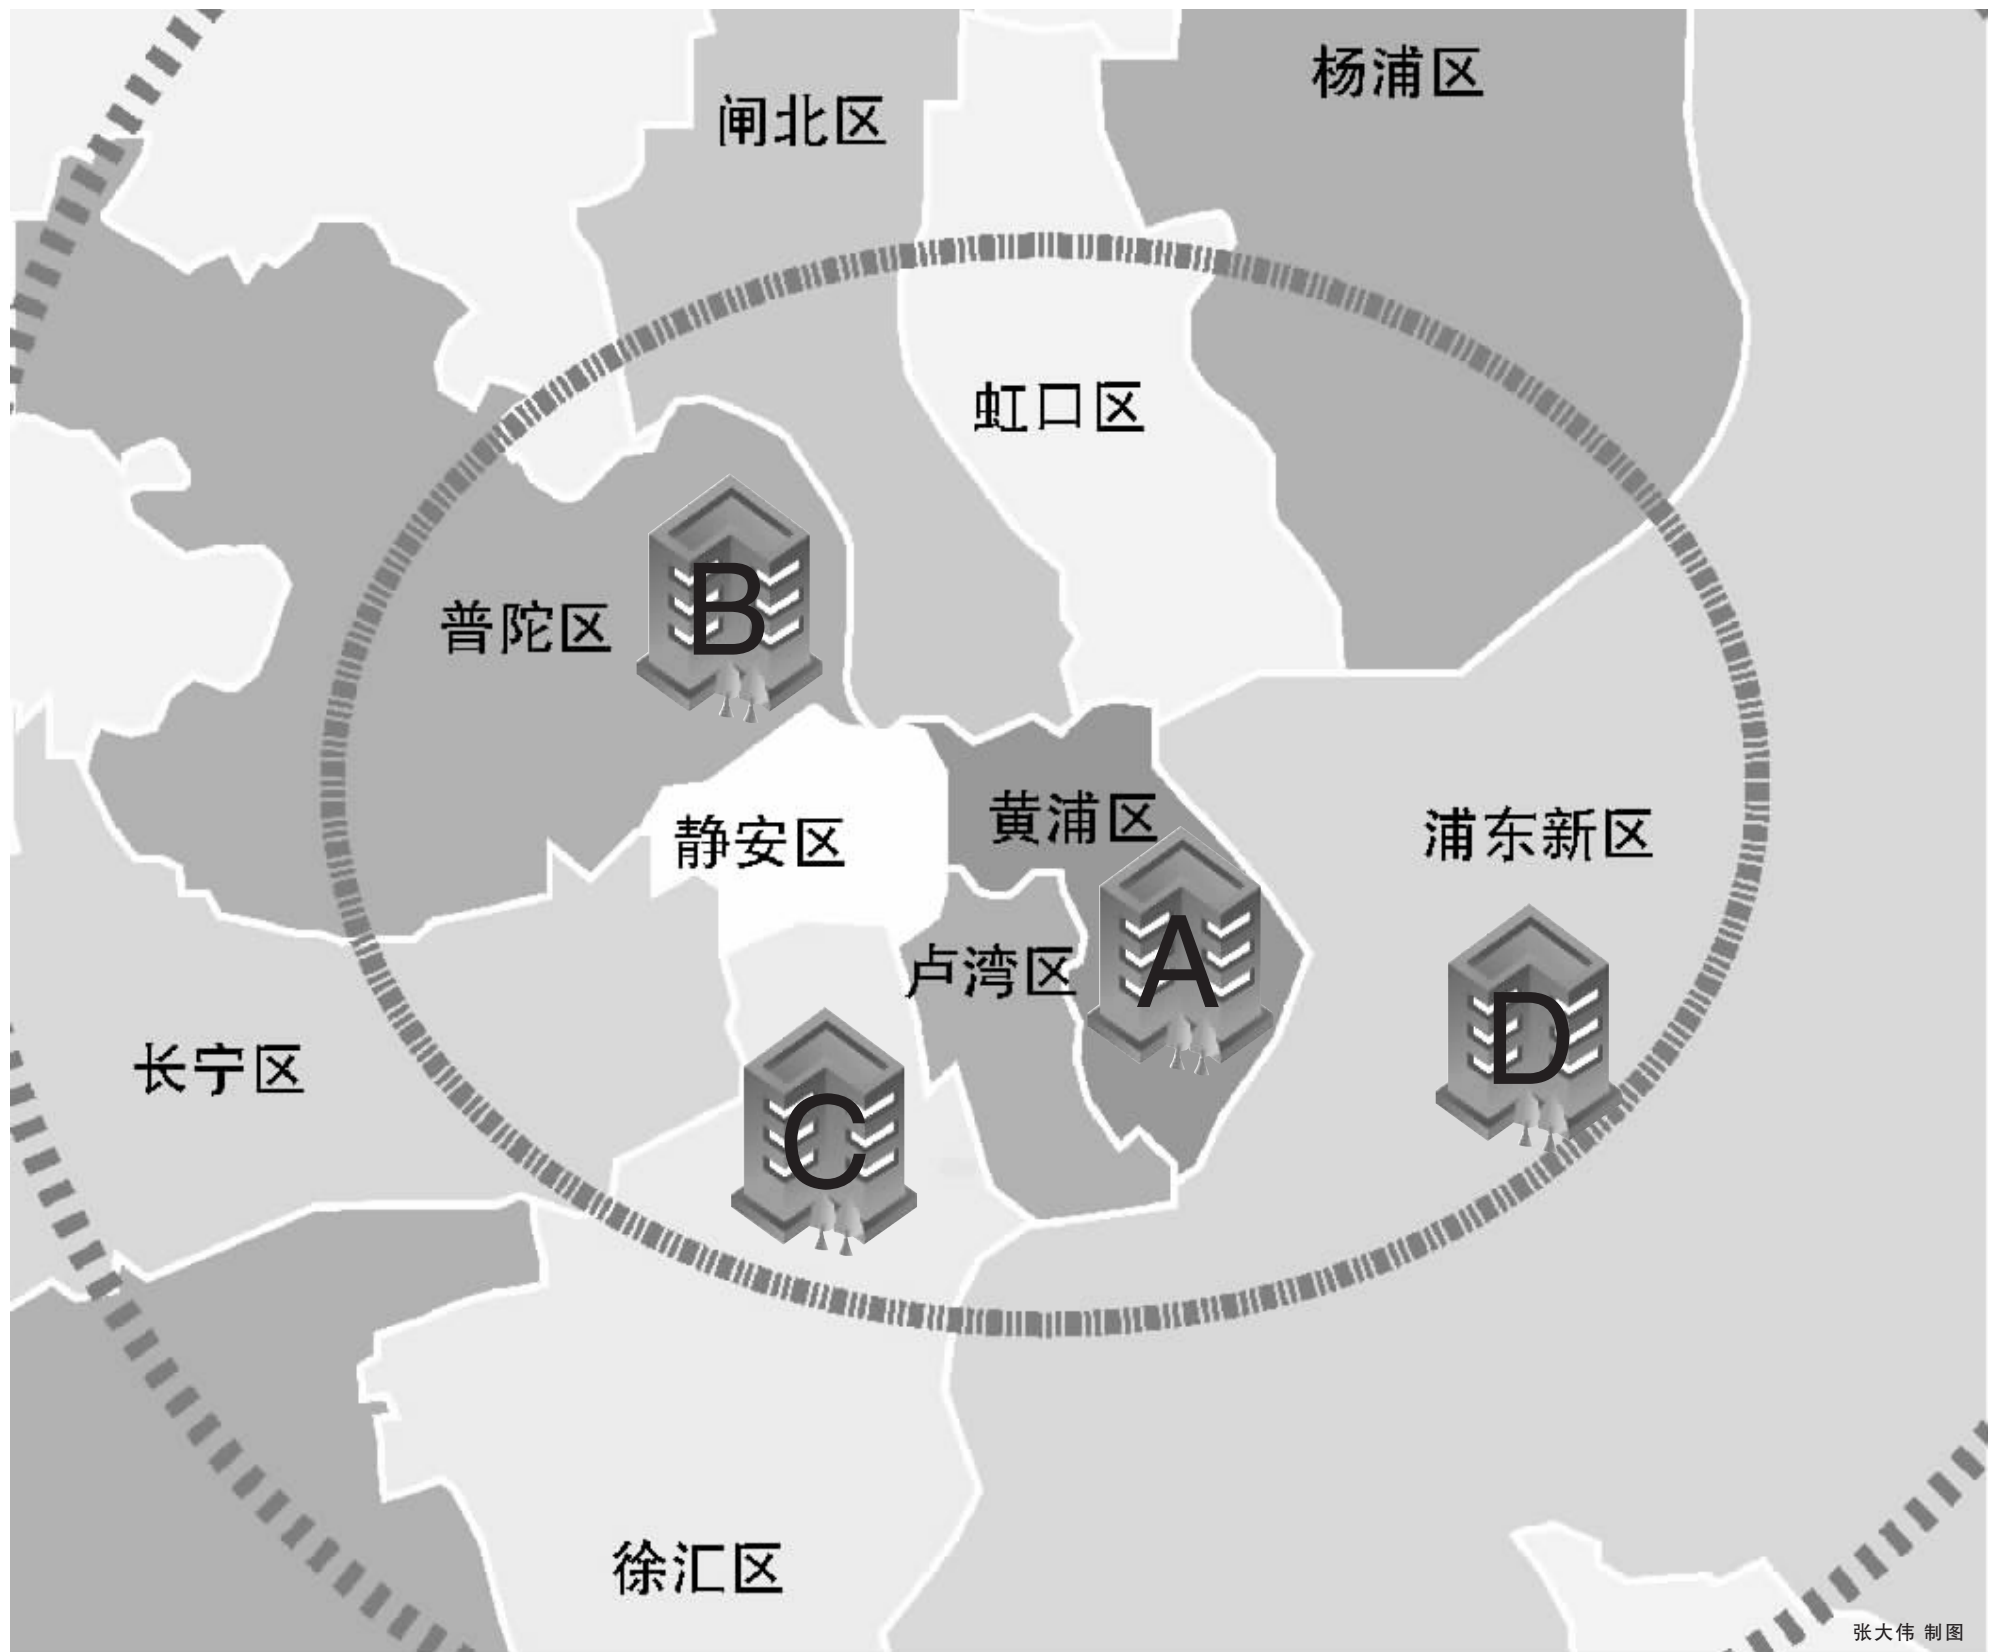 杨浦区
闸北区
虹口区
B
普陀区
黄浦区
静安区
浦东新区
A
卢湾区
D
长宁区
C
徐汇区
张大伟 制图